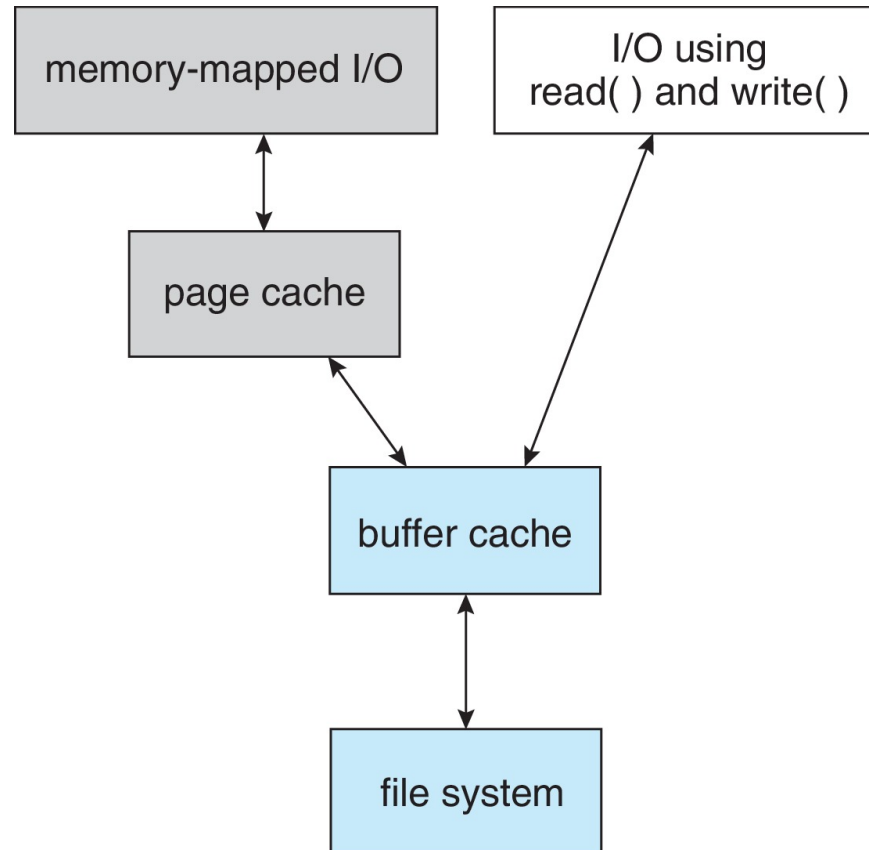 memory-mapped I/O
I/O using
read( ) and write( )
page cache
buffer cache
file system